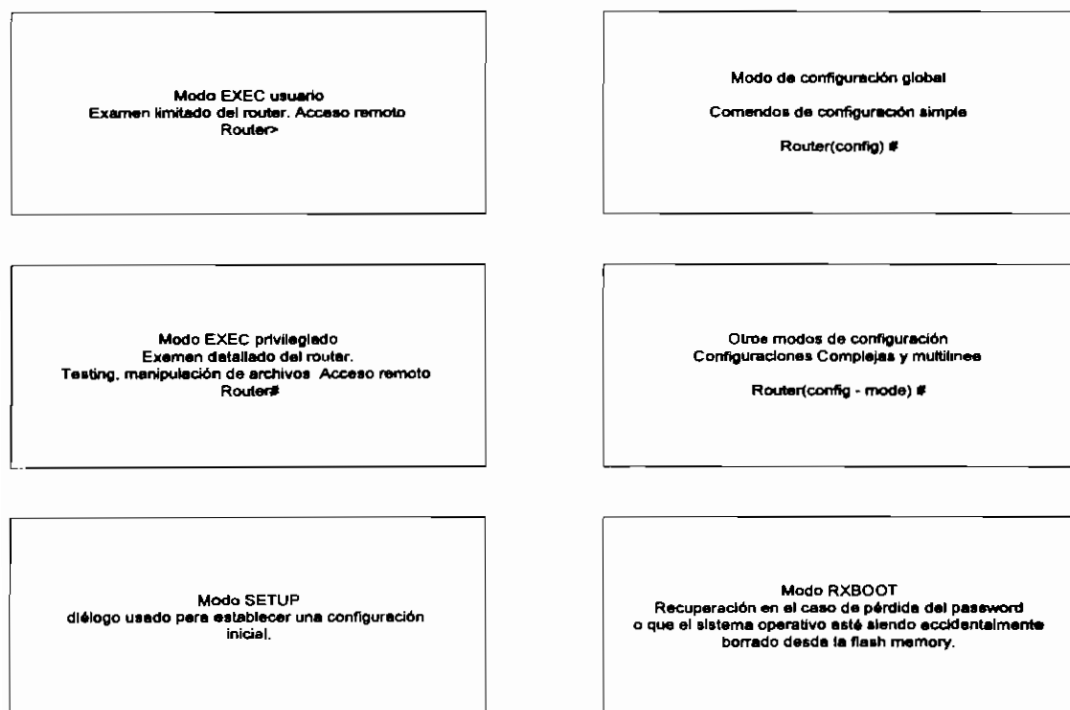 Modo EXEC usuario
Examen limitado del router. Acceso remoto
Router>
Modo de configuración global
Comendos de configuración simple
Router(config) #
Modo EXEC privilegiado
Examen detallado del router.
Testing, manipulación de archivos Acceso remoto
Router#
Otros modos de configuración
Configuraciones Complejas y multilinea
Router(config - mode) #
Modo SETUP
diálogo usado para establecer una configuración
inicial.
Modo RXBOOT
Recuperación en el caso de pérdida del password
o que el sistema operativo esté siendo accidentalmente
borrado desde la flash memory.